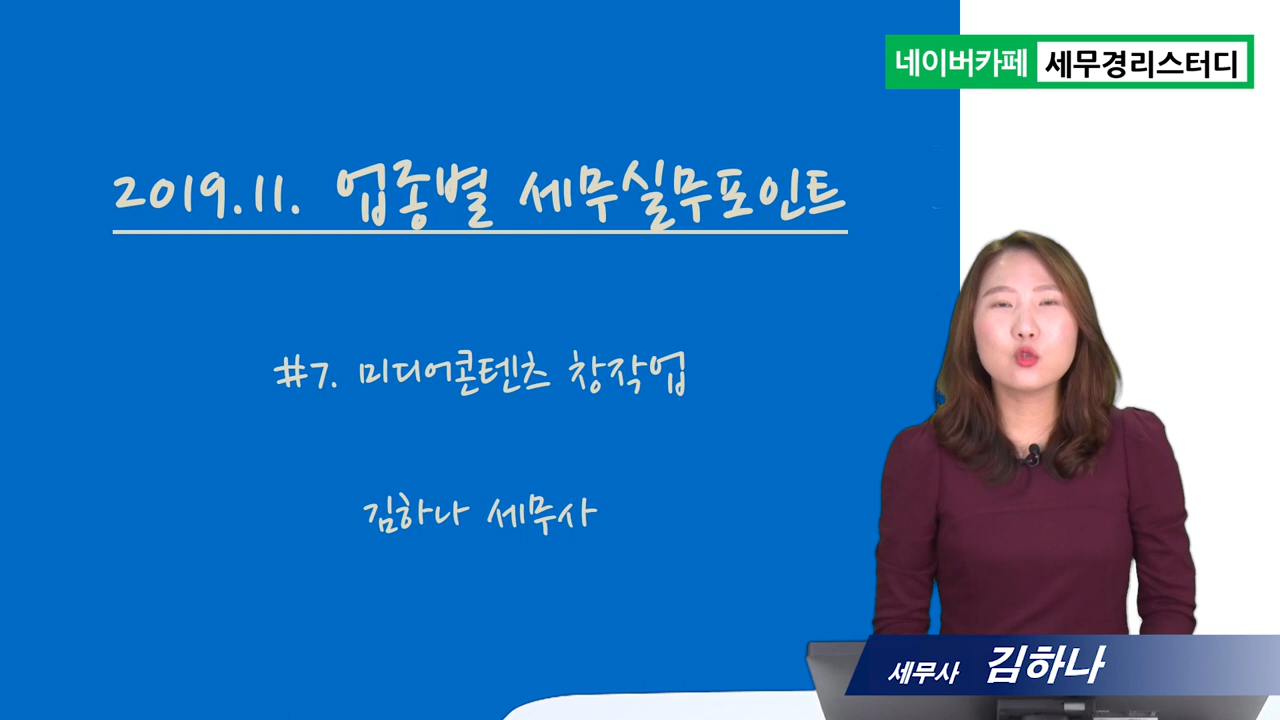 네이버카페 세무경리스터디
2019.11. 업종별 세무실무포인트
#7. 미디어콘텐츠 창작업
김하나 세무사
세무사 김하나